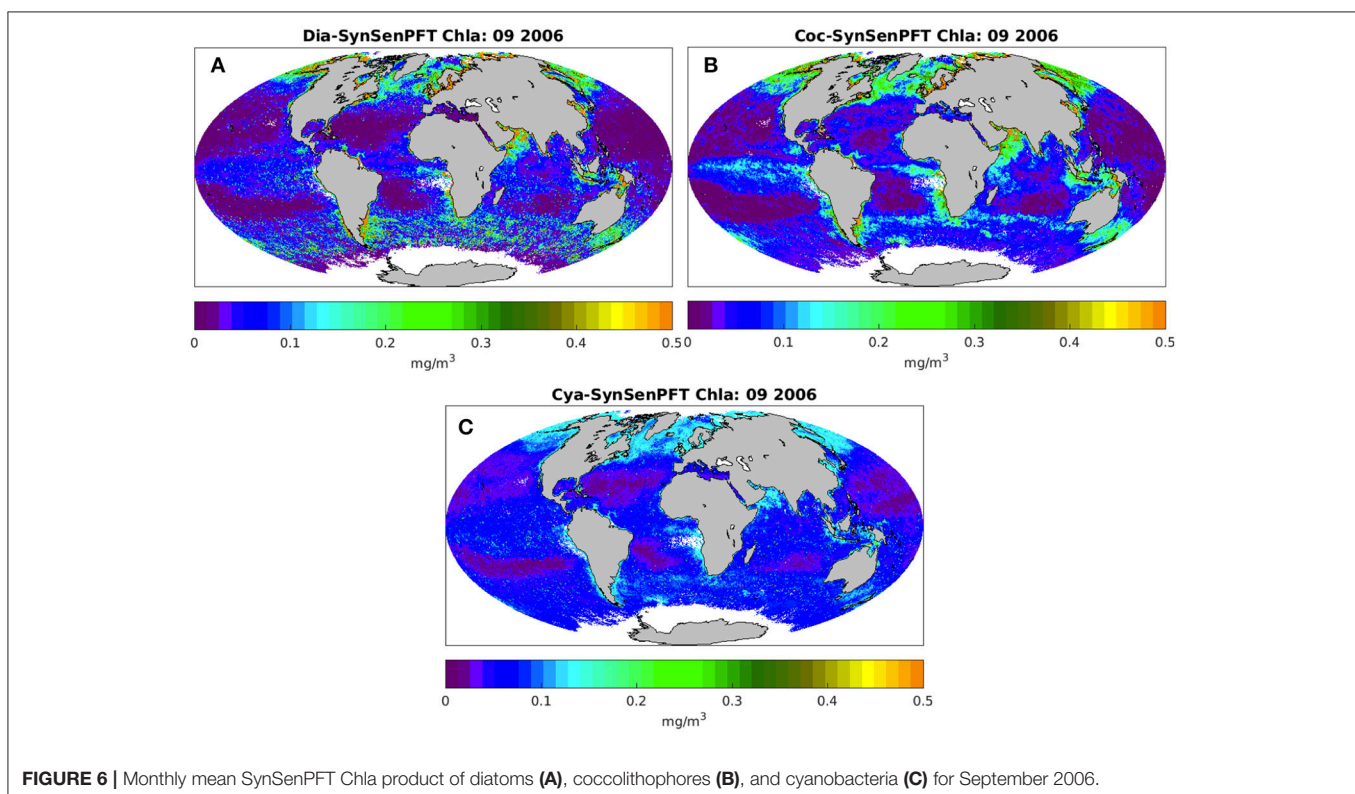 Dia-SynSenPFT Chla: 09 2006
A
0 0.1 0.2 0.3 0.4 0.5
mg/m³
Coc-SynSenPFT Chla: 09 2006
B
0.1 0.2 0.3 0.4 0.5
mg/m³
Cya-SynSenPFT Chla: 09 2006
C
0 0.1 0.2 0.3 0.4 0.5
mg/m³
FIGURE 6 | Monthly mean SynSenPFT Chla product of diatoms (A), coccolithophores (B), and cyanobacteria (C) for September 2006.